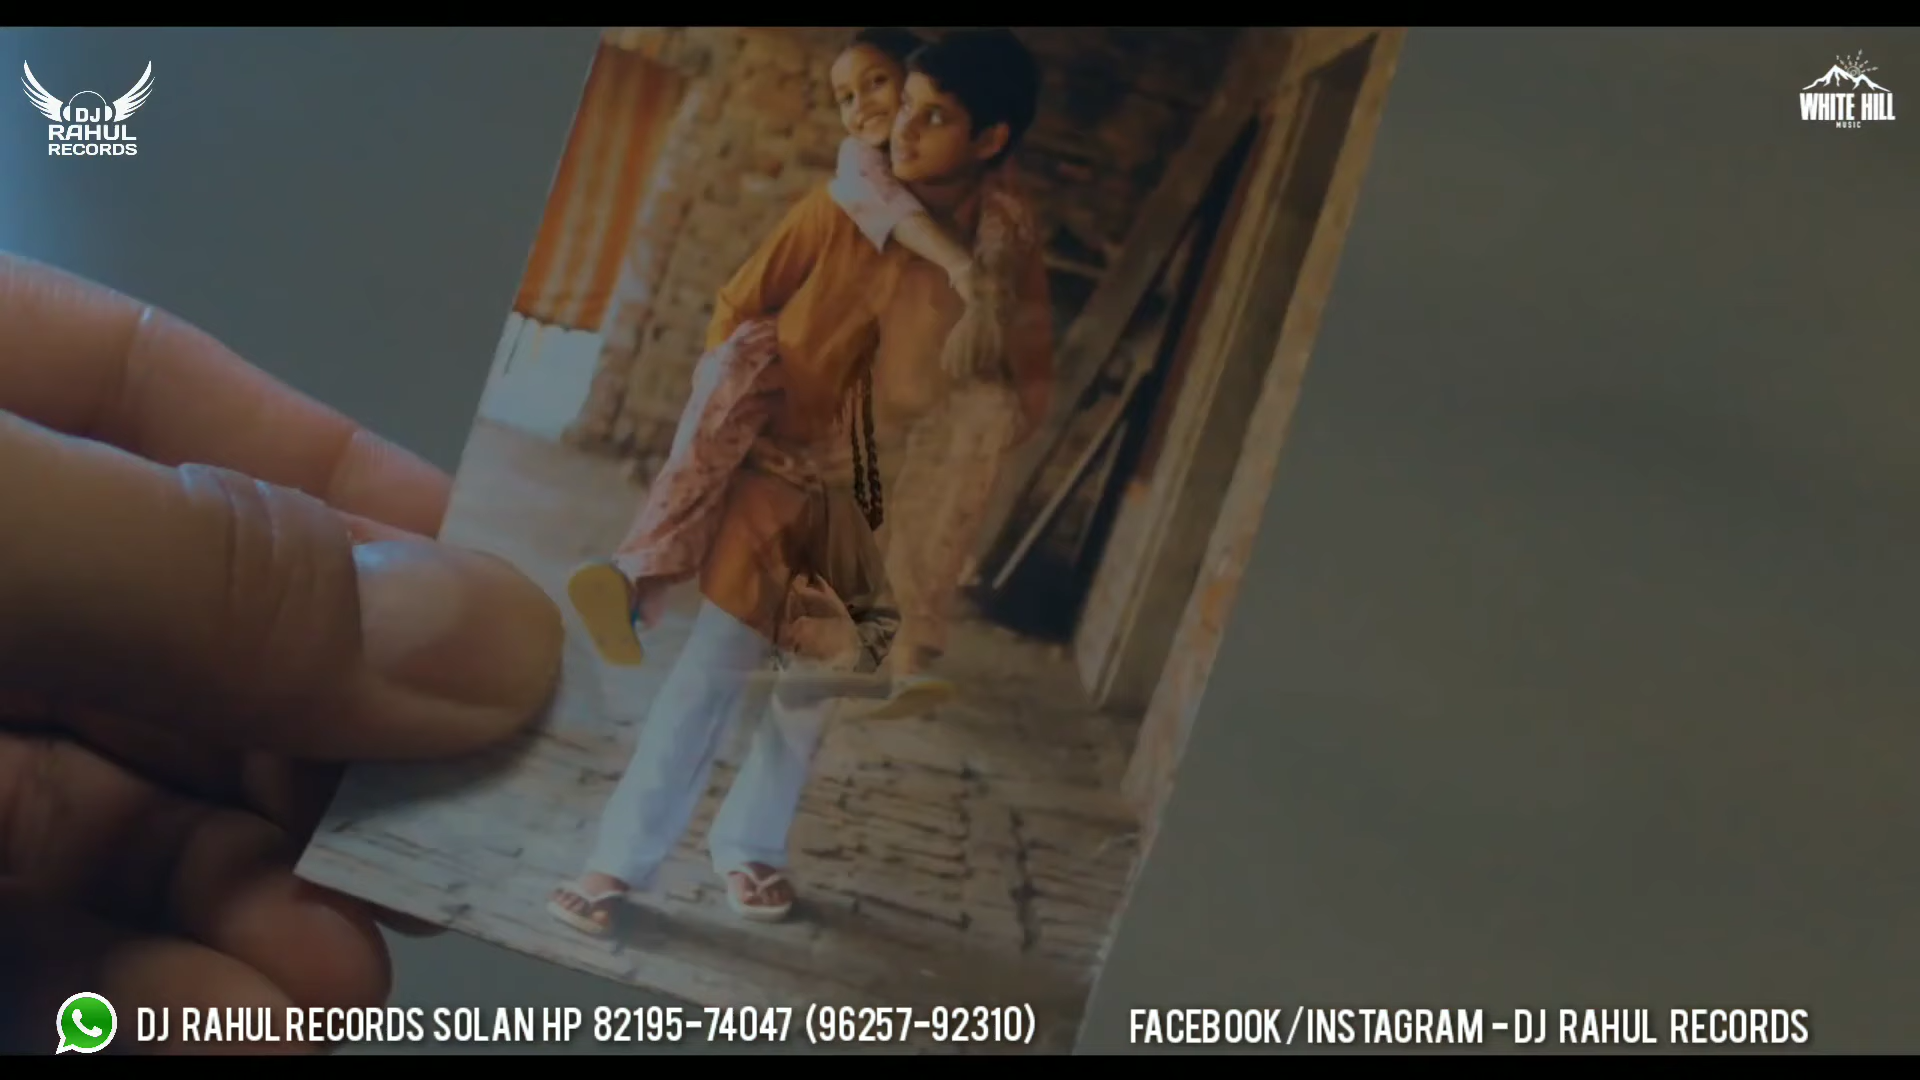 DJ
RAHUL
RECORDS
WHITE HILL
MUSIC
DJ RAHUL RECORDS SOLAN HP 82195-74047 (96257-92310)
FACEBOOK/INSTAGRAM - DJ RAHUL RECORDS